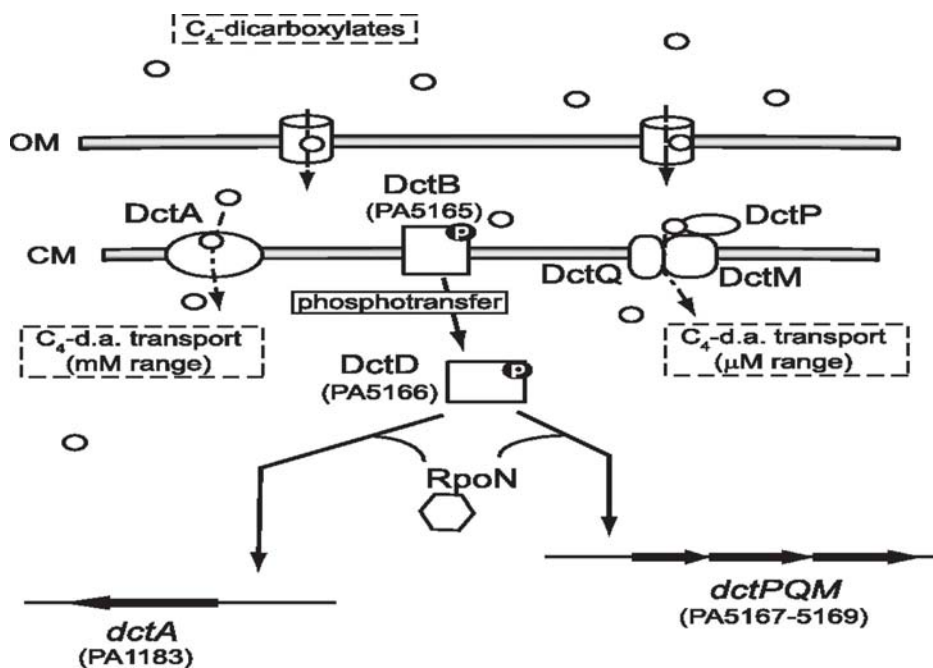 C₄-dicarboxylates
OM
DctB
(PA5165)
DctA
P
DctP
CM
DctQ
DctM
phosphotransfer
C₄-d.a. transport
(mM range)
C₄-d.a. transport
(μM range)
DctD
(PA5166)
P
RpoN
dctA
(PA1183)
dctPQM
(PA5167-5169)